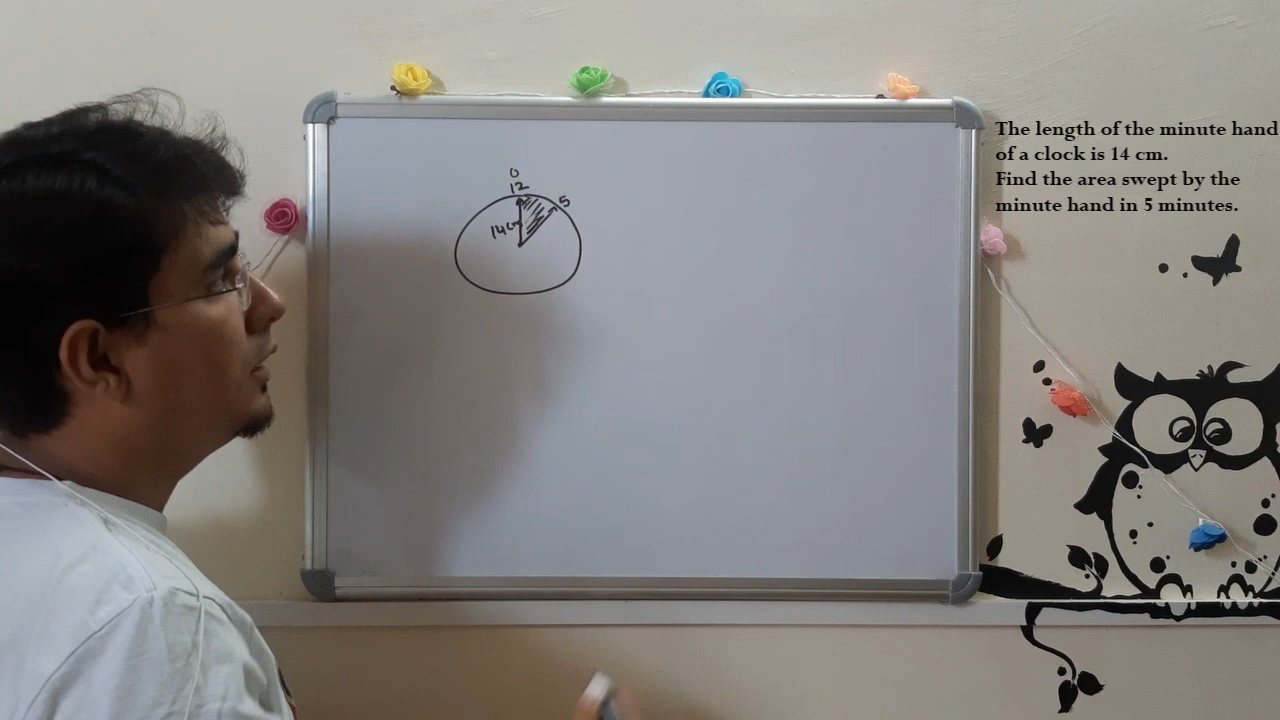 The length of the minute hand
of a clock is 14 cm.
Find the area swept by the
minute hand in 5 minutes.
0
12
5
14cm